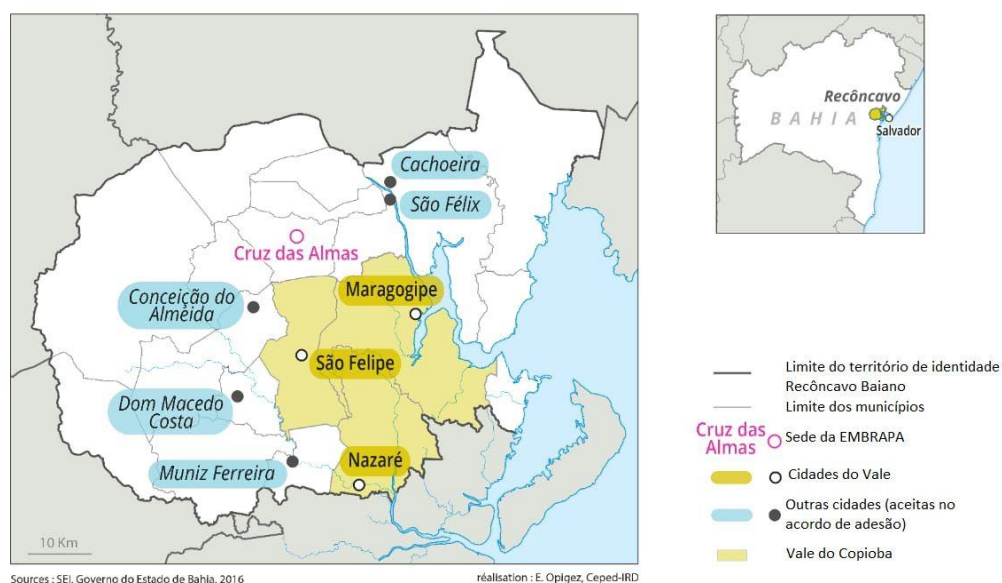 Cachoeira
São Félix
Cruz das Almas
Conceição do
Almeida
Maragogipe
São Felipe
Dom Macedo
Costa
Muniz Ferreira
Nazaré
10 Km
Sources : SEI, Governo do Estado de Bahia, 2016
réalisation : E. Opigez, Ceped-IRD
Recôncavo
BAHIA
Salvador
Limite do território de identidade
Recôncavo Baiano
Limite dos municípios
Cruz das
Almas
Sede da EMBRAPA
Cidades do Vale
Outras cidades (aceitas no
acordo de adesão)
Vale do Copioba